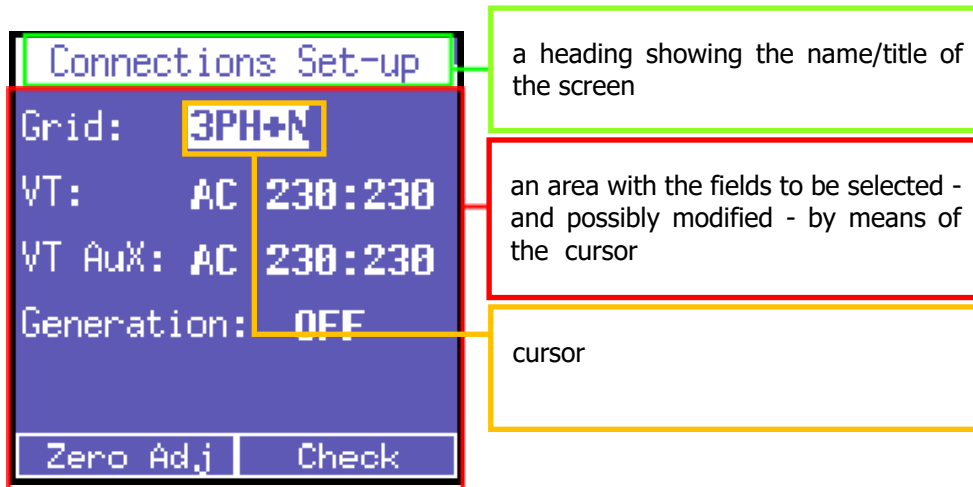 Connections Set-up
Grid: 3PH+N
VT: AC 230:230
VT AuX: AC 230:230
Generation: OFF
Zero Adj Check
a heading showing the name/title of
the screen
an area with the fields to be selected -
and possibly modified - by means of
the cursor
cursor